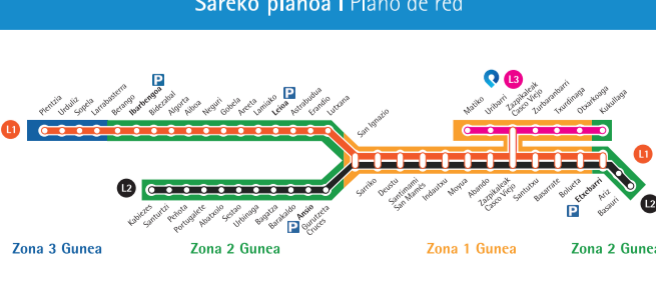 Sareko planoa | Plano de red
L1
Plentzia
Urduliz
Sopela
Larrabasterra
Berango
Ibarbengoa
P
Bidezabal
Algorta
Aiboa
Neguri
Gobela
Areeta
Lamiako
Leioa
P
Astrabudua
Erandio
Lutxana
San Ignazio
L3
Matiko
Uribarri
Zazpikaleak
Casco Viejo
Zurbaranbarri
Txurdinaga
Otxarkoaga
Kukullaga
L1
L2
Kabiezes
Santurtzi
Peñota
Portugalete
Abatxolo
Sestao
Urbinaga
Bagatza
Barakaldo
Ansio
P
Gurutzeta
Cruces
Sarriko
Deustu
Santimami
San Mamés
Indautxu
Moyua
Abando
Zazpikaleak
Casco Viejo
Santutxu
Basarrate
Bolueta
Etxebarri
P
Ariz
Basauri
L2
Zona 3 Gunea
Zona 2 Gunea
Zona 1 Gunea
Zona 2 Gunea